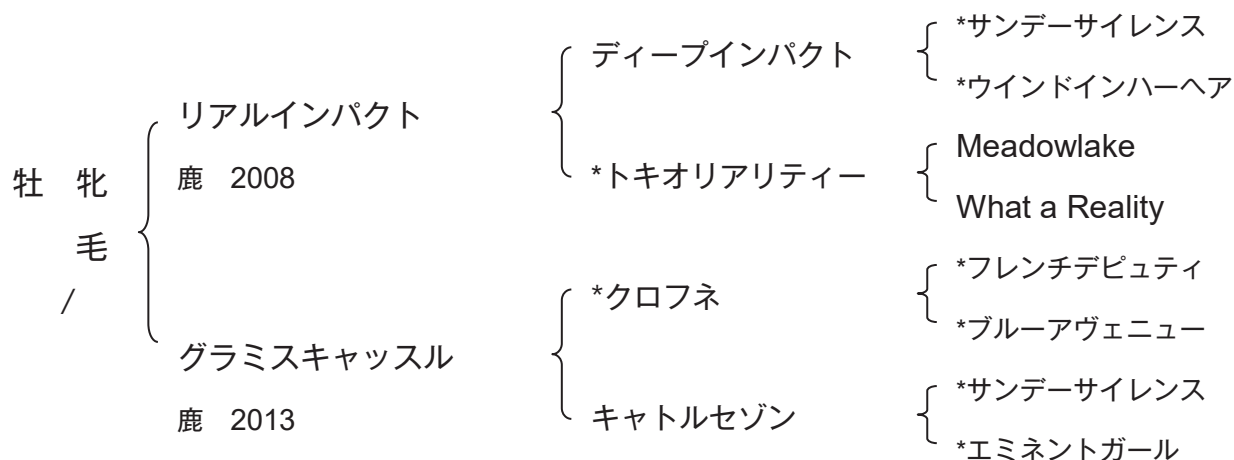 牡 牝
毛
/
リアルインパクト
鹿 2008
グラミスキャッスル
鹿 2013
ディープインパクト
*トキオリアリティー
*クロフネ
キャトルセゾン
*サンデーサイレンス
*ウインドインハーヘア
Meadowlake
What a Reality
*フレンチデピュティ
*ブルーアヴェニュー
*サンデーサイレンス
*エミネントガール